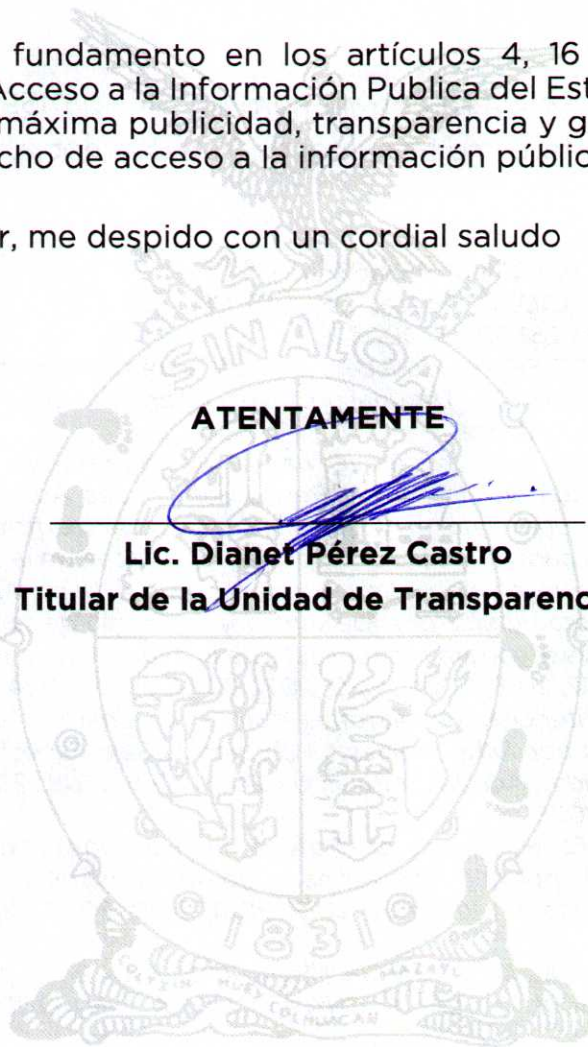 fundamento en los artículos 4, 16
Acceso a la Información Publica del Est
máxima publicidad, transparencia y g
cho de acceso a la información públic
r, me despido con un cordial saludo
SINALOA
ATENTAMENTE
Lic. Dianet Pérez Castro
Titular de la Unidad de Transparenc
1831
COLHUACAN